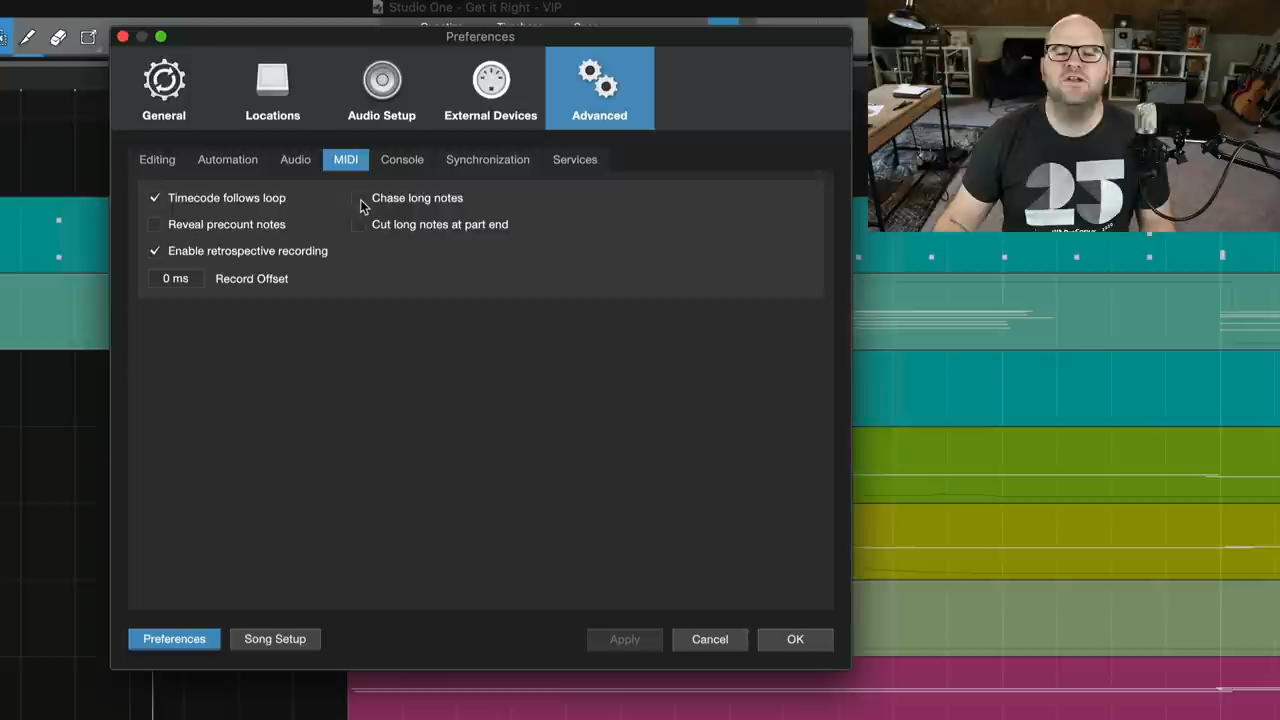 Studio One - Get it Right - VIP
Preferences
General
Locations
Audio Setup
External Devices
Advanced
Editing
Automation
Audio
MIDI
Console
Synchronization
Services
Timecode follows loop
Chase long notes
Reveal precount notes
Cut long notes at part end
Enable retrospective recording
0 ms
Record Offset
Preferences
Song Setup
Apply
Cancel
OK
25